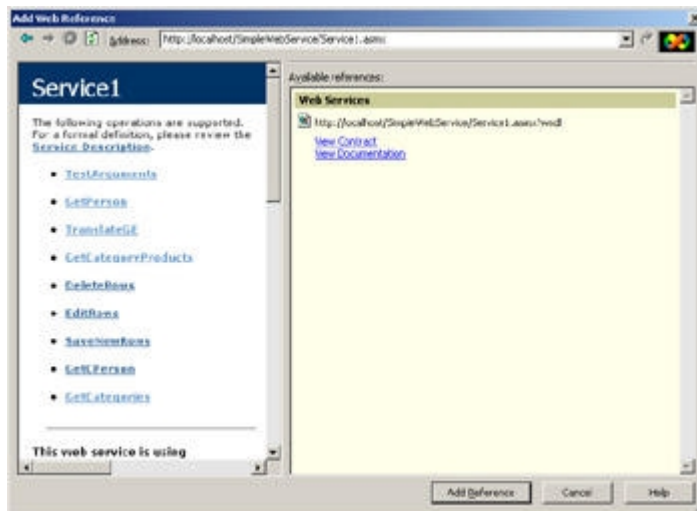 Add Web Reference
Address: http://localhost/SimpleWebService/Service1.asmx
Service1
The following operations are supported.
For a formal definition, please review the
Service Description.
TestArguments
GetPerson
TranslateGE
GetCategoryProducts
DeleteRows
EditRows
SaveNewRows
GetCPerson
GetCategories
This web service is using
Available references:
Web Services
http://localhost/SimpleWebService/Service1.asmx?wsdl
View Contract
View Documentation
Add Reference
Cancel
Help